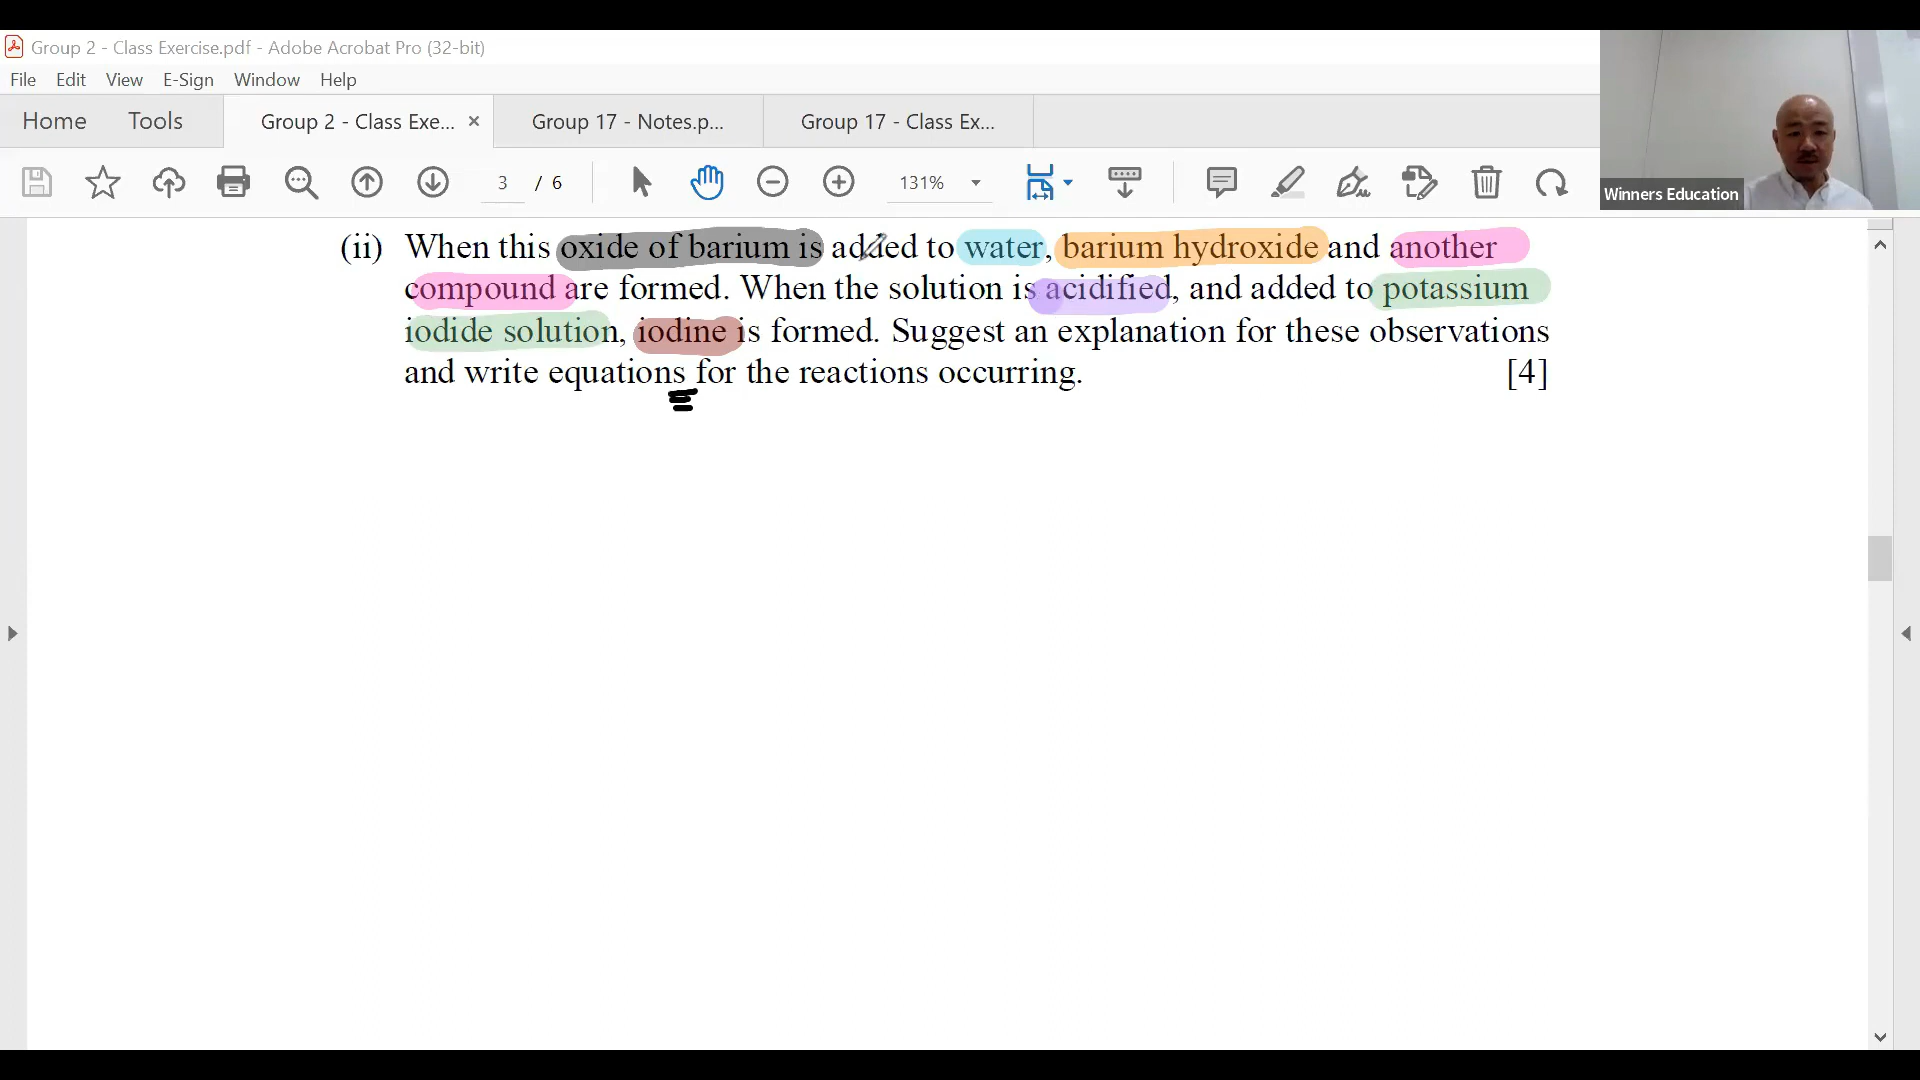 Group 2 - Class Exercise.pdf - Adobe Acrobat Pro (32-bit)
File Edit View E-Sign Window Help
Home Tools Group 2 - Class Exe... × Group 17 - Notes.p... Group 17 - Class Ex...
3 / 6 131%
Winners Education
(ii) When this oxide of barium is added to water, barium hydroxide and another
compound are formed. When the solution is acidified, and added to potassium
iodide solution, iodine is formed. Suggest an explanation for these observations
and write equations for the reactions occurring. [4]